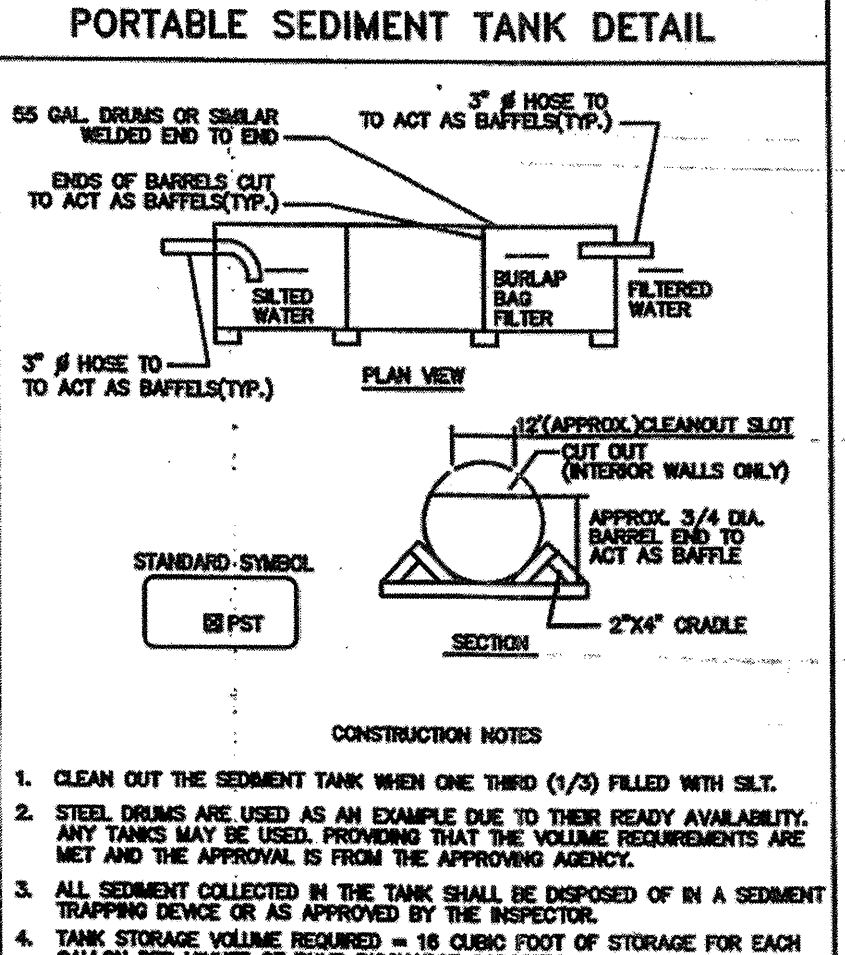 PORTABLE SEDIMENT TANK DETAIL
55 GAL. DRUMS OR SIMILAR
WELDED END TO END
3" Ø HOSE TO
TO ACT AS BAFFELS(TYP.)
ENDS OF BARRELS CUT
TO ACT AS BAFFELS(TYP.)
SILTED
WATER
BURLAP
BAG
FILTER
FILTERED
WATER
3" Ø HOSE TO
TO ACT AS BAFFELS(TYP.)
PLAN VIEW
12"(APPROX.)CLEANOUT SLOT
CUT OUT
(INTERIOR WALLS ONLY)
APPROX. 3/4 DIA.
BARREL END TO
ACT AS BAFFLE
STANDARD SYMBOL
PST
2"X4" CRADLE
SECTION
CONSTRUCTION NOTES
1. CLEAN OUT THE SEDIMENT TANK WHEN ONE THIRD (1/3) FILLED WITH SILT.
2. STEEL DRUMS ARE USED AS AN EXAMPLE DUE TO THEIR READY AVAILABILITY.
ANY TANKS MAY BE USED. PROVIDING THAT THE VOLUME REQUIREMENTS ARE
MET AND THE APPROVAL IS FROM THE APPROVING AGENCY.
3. ALL SEDIMENT COLLECTED IN THE TANK SHALL BE DISPOSED OF IN A SEDIMENT
TRAPPING DEVICE OR AS APPROVED BY THE INSPECTOR.
4. TANK STORAGE VOLUME REQUIRED = 16 CUBIC FOOT OF STORAGE FOR EACH